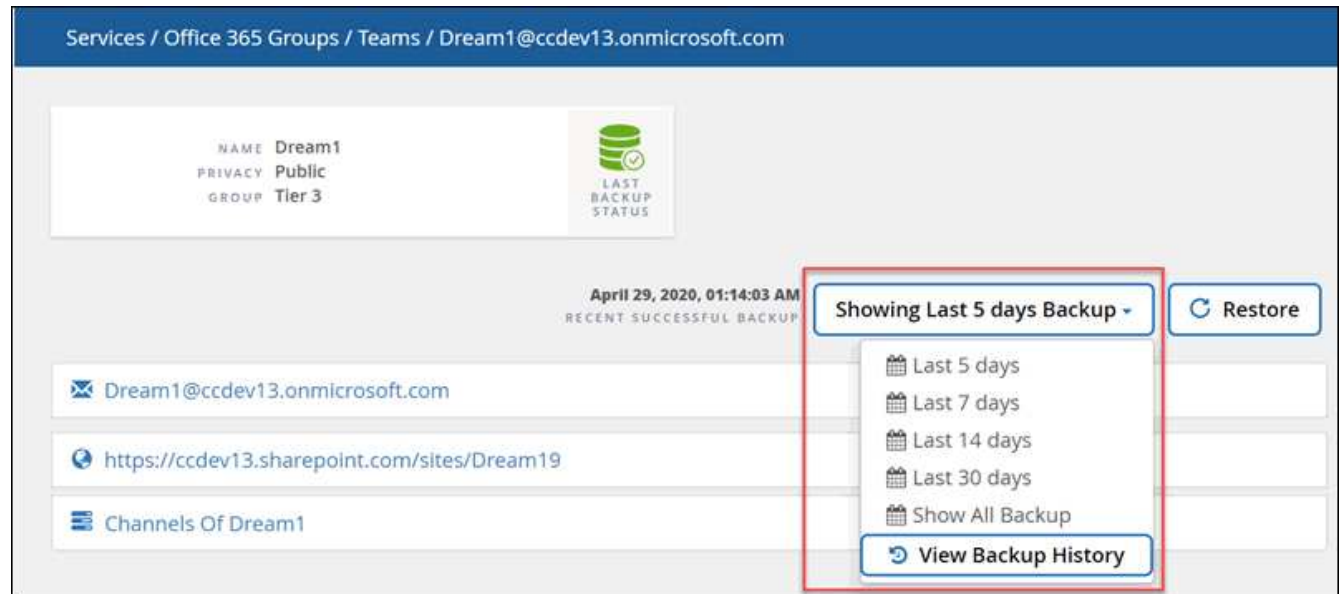 Services / Office 365 Groups / Teams / Dream1@ccdev13.onmicrosoft.com
NAME Dream1
PRIVACY Public
GROUP Tier 3
LAST
BACKUP
STATUS
April 29, 2020, 01:14:03 AM
RECENT SUCCESSFUL BACKUP
Showing Last 5 days Backup
Restore
Last 5 days
Last 7 days
Last 14 days
Last 30 days
Show All Backup
View Backup History
Dream1@ccdev13.onmicrosoft.com
https://ccdev13.sharepoint.com/sites/Dream19
Channels Of Dream1